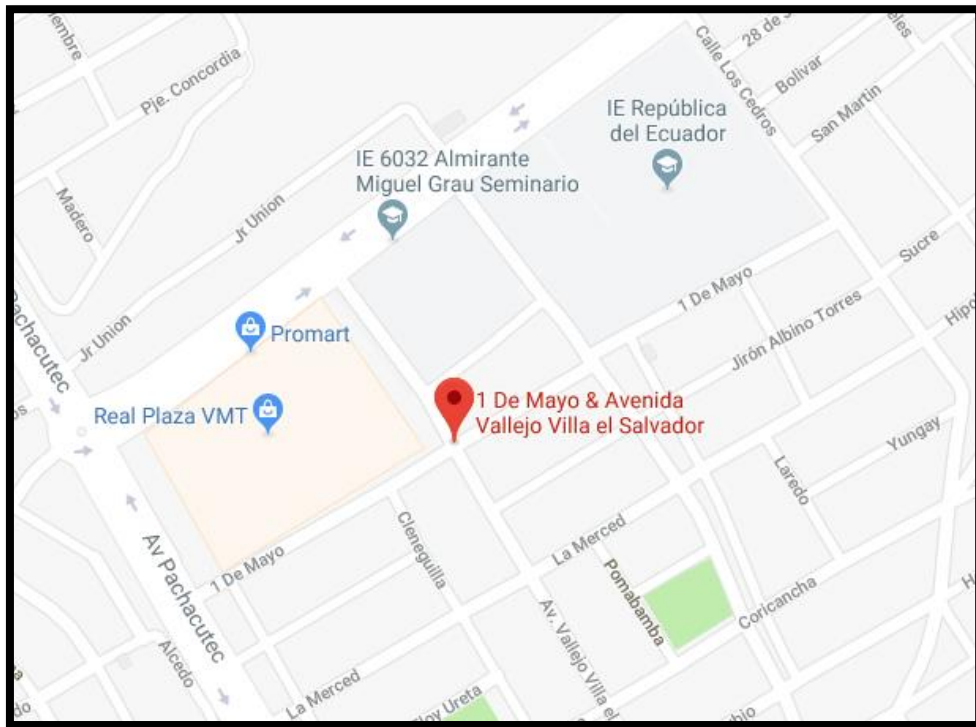 Pje. Concordia
Calle Los Cedros
28 de
Bolivar
San Martin
IE República
del Ecuador
IE 6032 Almirante
Miguel Grau Seminario
Madero
Jr Union
Sucre
1 De Mayo
Pachacutec
Jr Union
Promart
Jirón Albino Torres
1 De Mayo & Avenida
Vallejo Villa el Salvador
Real Plaza VMT
Yungay
Laredo
Cieneguilla
La Merced
Av Pachacutec
1 De Mayo
Pomabamba
Coricancha
Av. Vallejo Villa el
Alcedo
La Merced
Ureta